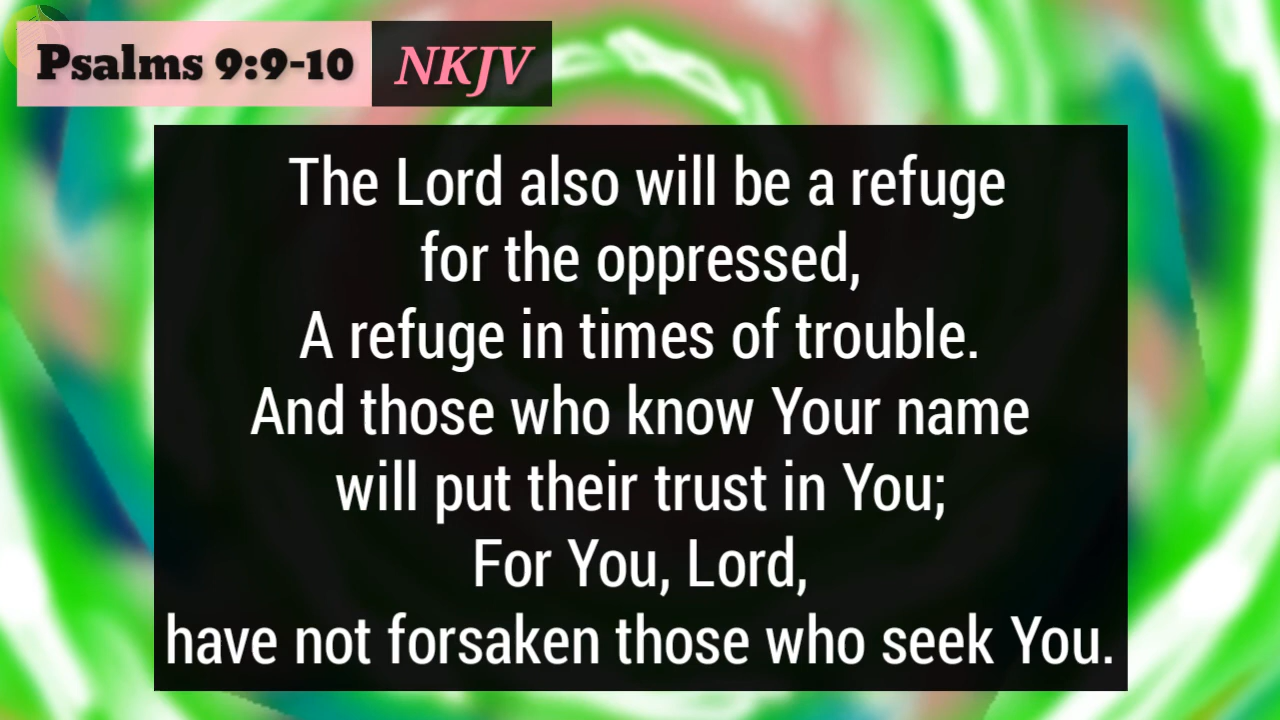 Psalms 9:9-10 NKJV
The Lord also will be a refuge
for the oppressed,
A refuge in times of trouble.
And those who know Your name
will put their trust in You;
For You, Lord,
have not forsaken those who seek You.